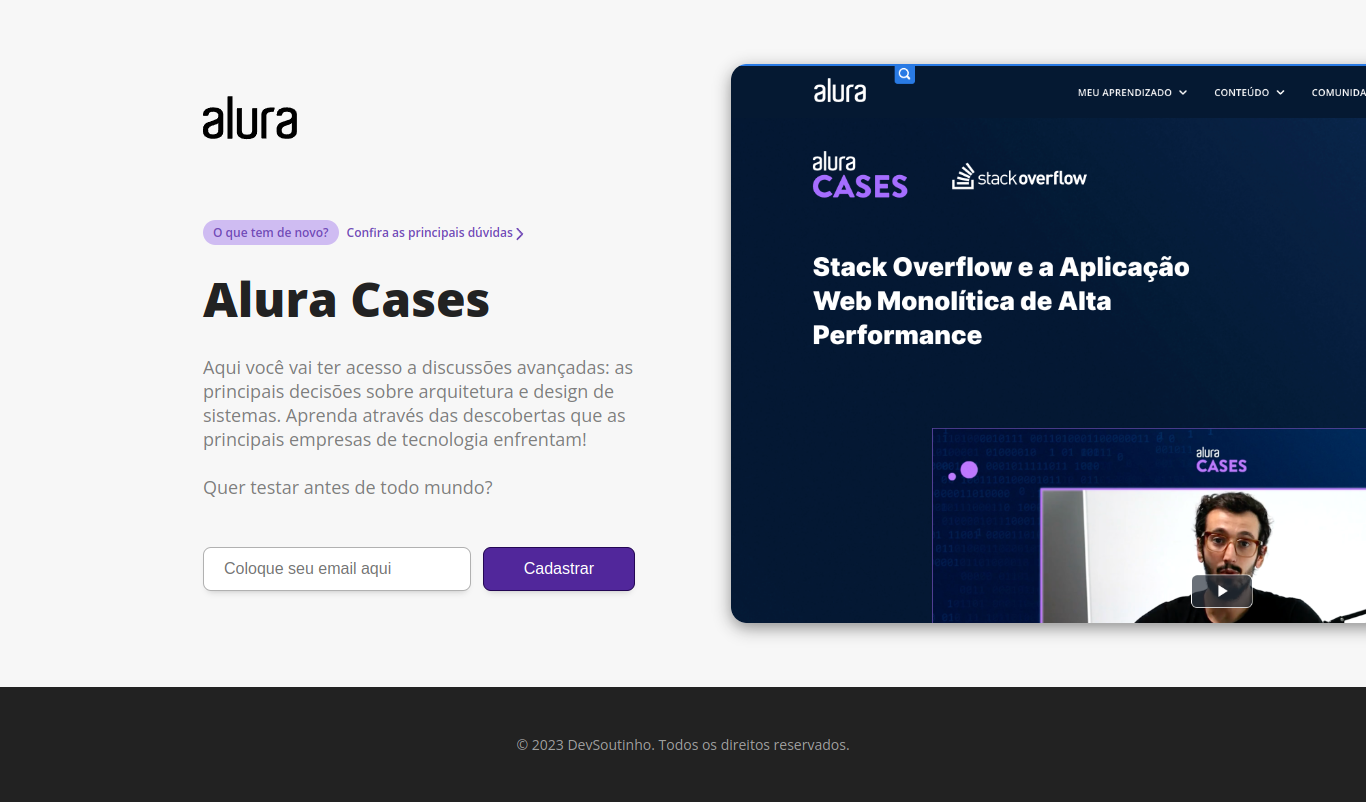 alura
O que tem de novo? Confira as principais dúvidas
Alura Cases
Aqui você vai ter acesso a discussões avançadas: as
principais decisões sobre arquitetura e design de
sistemas. Aprenda através das descobertas que as
principais empresas de tecnologia enfrentam!
Quer testar antes de todo mundo?
Coloque seu email aqui
Cadastrar
alura
MEU APRENDIZADO
CONTEÚDO
COMUNIDA
alura
CASES
stackoverflow
Stack Overflow e a Aplicação
Web Monolítica de Alta
Performance
alura
CASES
© 2023 DevSoutinho. Todos os direitos reservados.